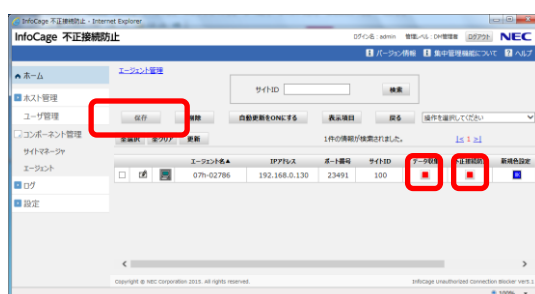 InfoCage 不正接続防止 - Internet Explorer
InfoCage 不正接続防止
ログイン名 : admin 管理レベル : DH管理者 ログアウト NEC
バージョン情報 集中管理機能について ヘルプ
ホーム
ホスト管理
ユーザ管理
コンポーネント管理
サイトマネージャ
エージェント
ログ
設定
エージェント管理
サイトID 検索
保存 削除 自動更新をONにする 表示項目 戻る 操作を選択してください
全選択 全クリア 更新 1件の情報が検索されました。 1≤ 1 ≥1
エージェント名▲ IPアドレス ポート番号 サイトID データ収集 不正接続防止 新規色設定
07h-02786 192.168.0.130 23491 100
Copyright © NEC Corporation 2015. All rights reserved. InfoCage Unauthorized Connection Blocker Ver5.1
100%